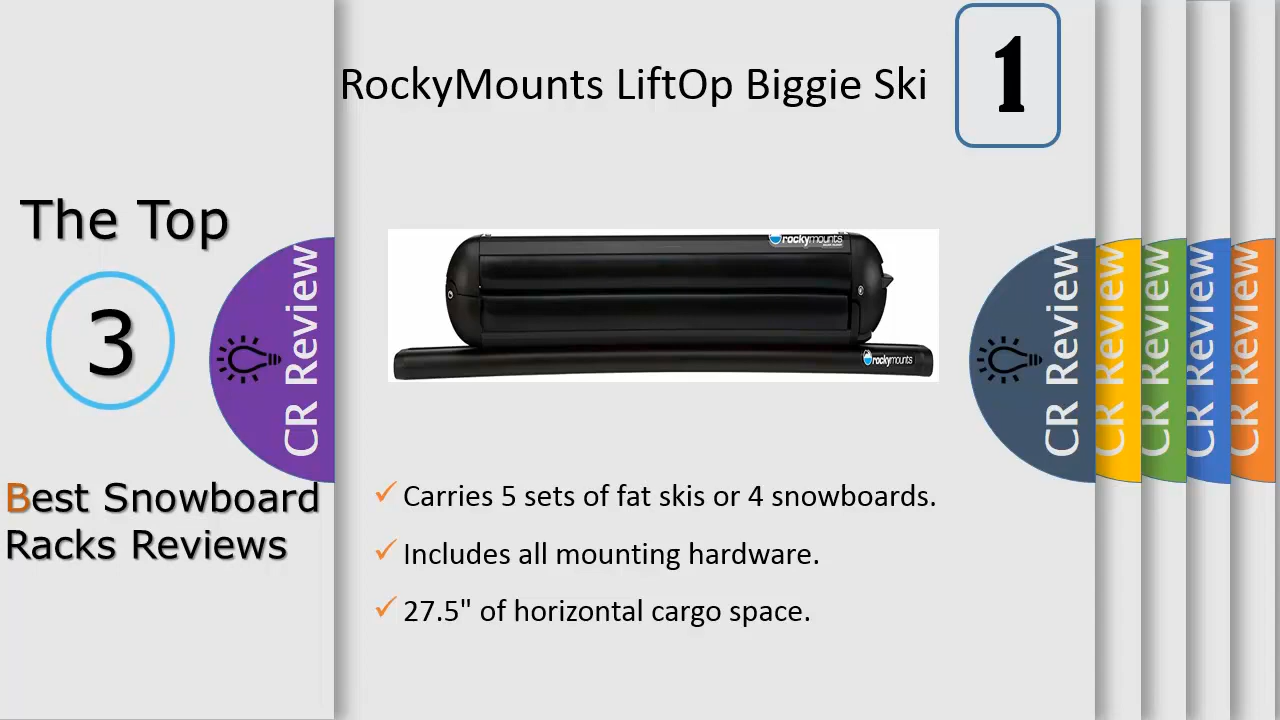 RockyMounts LiftOp Biggie Ski
1
The Top
3
Best Snowboard
Racks Reviews
CR Review
rockymounts
rockymounts
Carries 5 sets of fat skis or 4 snowboards.
Includes all mounting hardware.
27.5" of horizontal cargo space.
CR Review
CR Review
CR Review
CR Review
CR Review